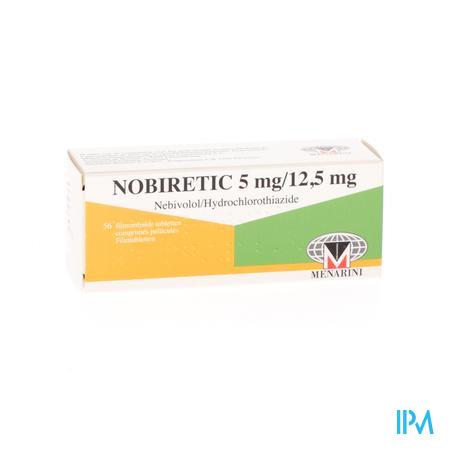 NOBIRETIC 5 mg/12,5 mg
Nebivolol/Hydrochlorothiazide
56 filmomhulde tabletten
comprimés pelliculés
Filmtabletten
MENARINI
IPM